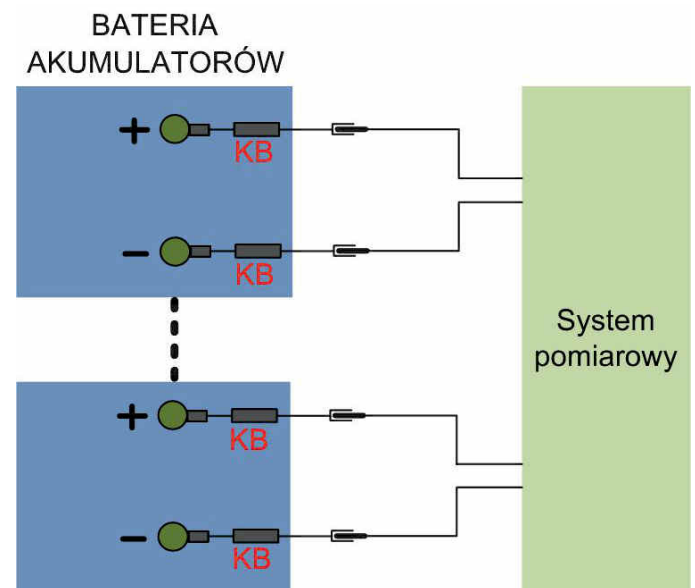 BATERIA
AKUMULATORÓW
+
KB
−
KB
System
pomiarowy
+
KB
−
KB